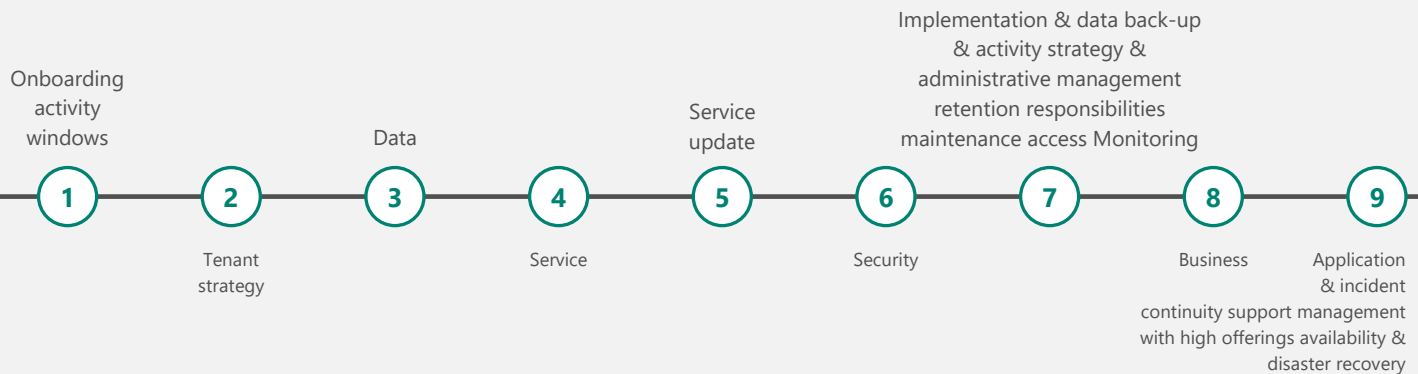 Implementation & data back-up
& activity strategy &
administrative management
retention responsibilities
maintenance access Monitoring
Onboarding
activity
windows
Data
Service
update
1
2
3
4
5
6
7
8
9
Tenant
strategy
Service
Security
Business
Application
& incident
continuity support management
with high offerings availability &
disaster recovery